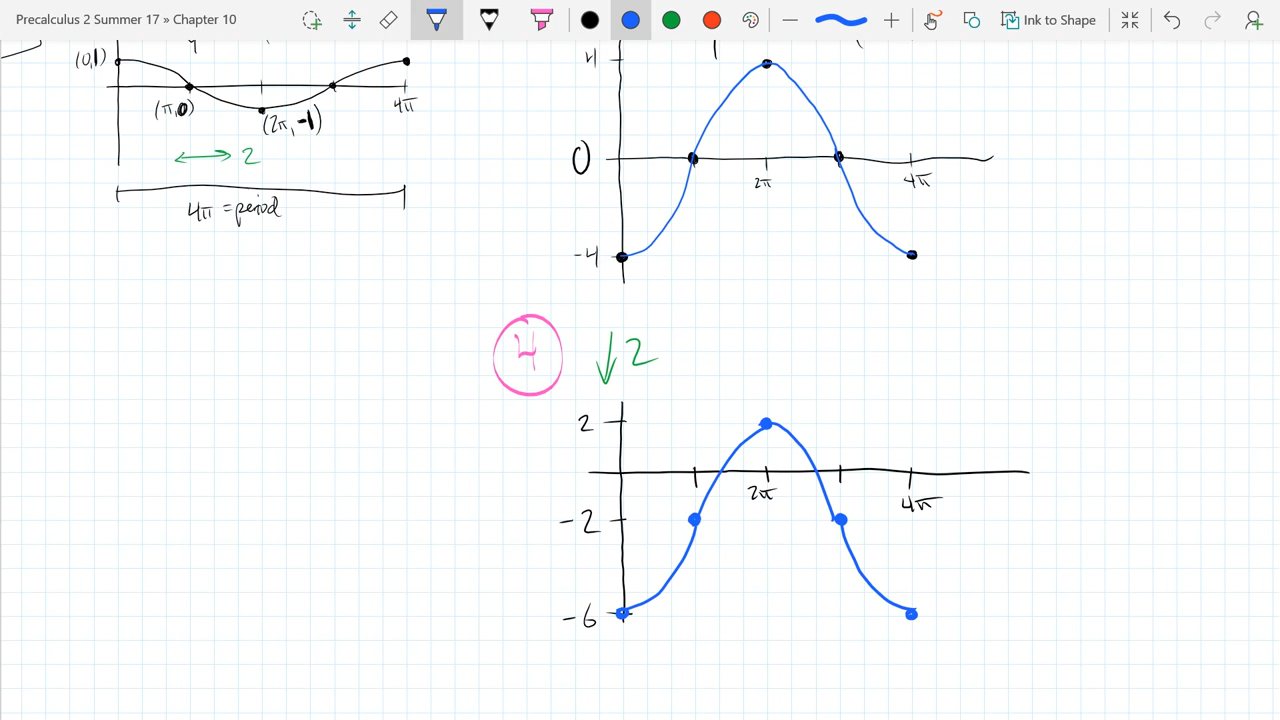 Precalculus 2 Summer 17 » Chapter 10
Ink to Shape
(0,1)
(π,0)
(2π,-1)
4π
↔ 2
4π = period
4
0
2π
4π
-4
4
↓ 2
2
2π
4π
-2
-6